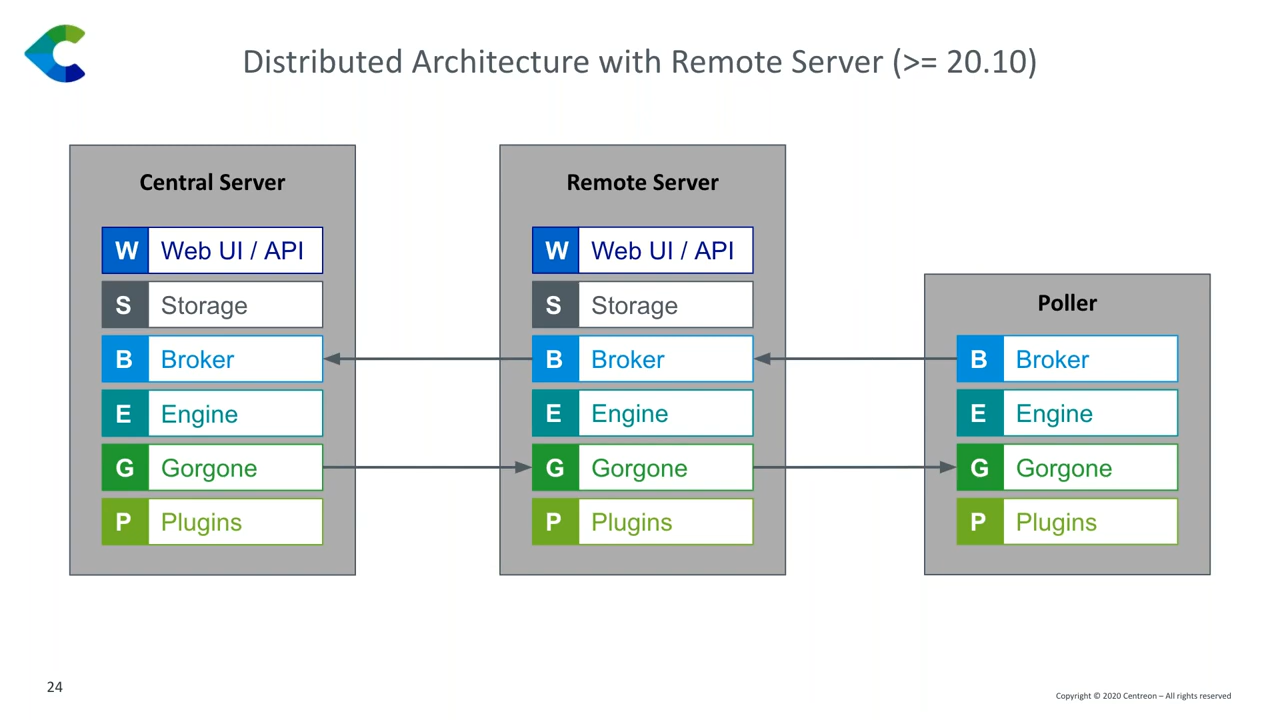 Distributed Architecture with Remote Server (>= 20.10)
Central Server
W Web UI / API
S Storage
B Broker
E Engine
G Gorgone
P Plugins
Remote Server
W Web UI / API
S Storage
B Broker
E Engine
G Gorgone
P Plugins
Poller
B Broker
E Engine
G Gorgone
P Plugins
24
Copyright © 2020 Centreon – All rights reserved